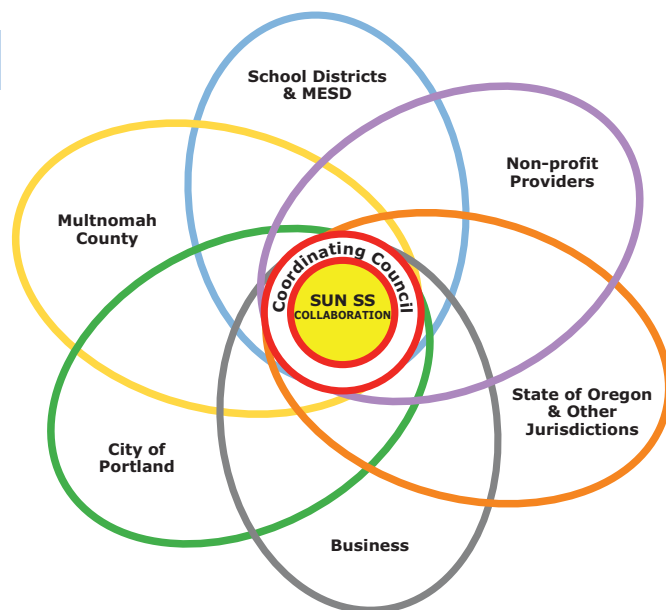 School Districts
& MESD
Non-profit
Providers
Multnomah
County
Coordinating Council
SUN SS
COLLABORATION
State of Oregon
& Other
Jurisdictions
City of
Portland
Business